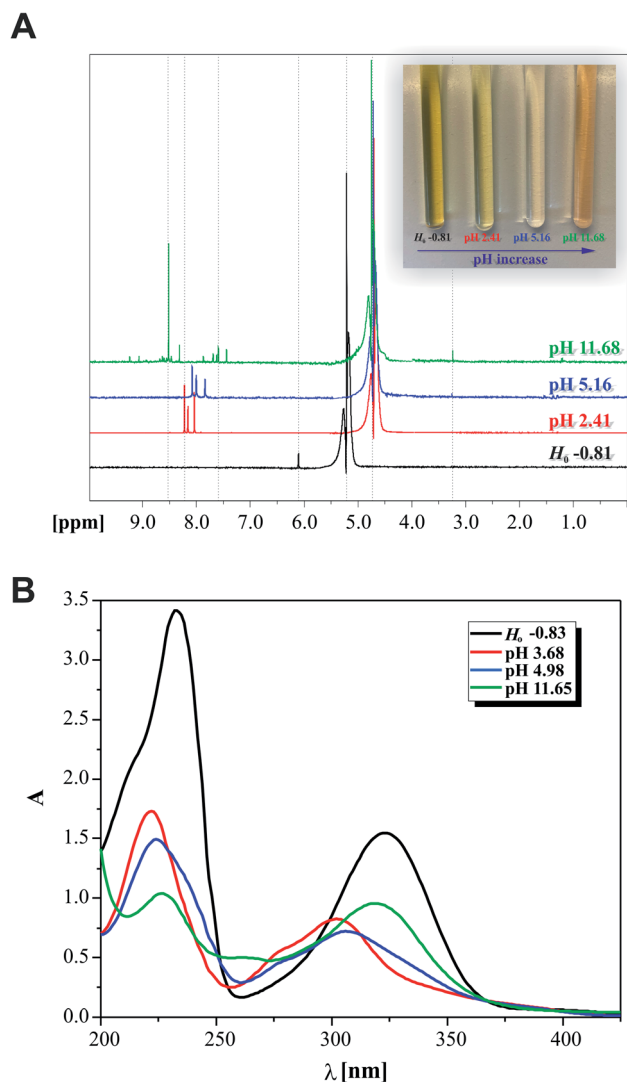 A
H₀ -0.81 pH 2.41 pH 5.16 pH 11.68
pH increase
pH 11.68
pH 5.16
pH 2.41
H₀ -0.81
[ppm] 9.0 8.0 7.0 6.0 5.0 4.0 3.0 2.0 1.0
B
3.5
3.0
2.5
2.0
1.5
1.0
0.5
0.0
A
H₀ -0.83
pH 3.68
pH 4.98
pH 11.65
200 250 300 350 400
λ [nm]